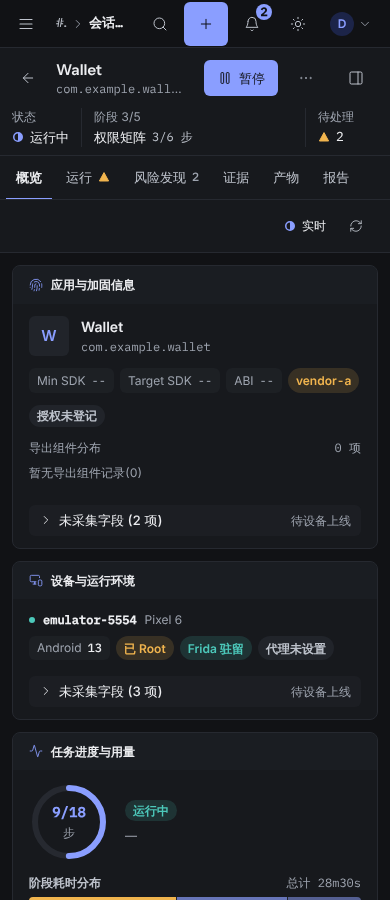 #. 会话…
2
D
Wallet
com.example.wall...
暂停
状态
阶段 3/5
待处理
运行中
权限矩阵 3/6 步
2
概览
运行
风险发现 2
证据
产物
报告
实时
应用与加固信息
W
Wallet
com.example.wallet
Min SDK --
Target SDK --
ABI --
vendor-a
授权未登记
导出组件分布
0 项
暂无导出组件记录(0)
未采集字段 (2 项)
待设备上线
设备与运行环境
emulator-5554 Pixel 6
Android 13
已 Root
Frida 驻留
代理未设置
未采集字段 (3 项)
待设备上线
任务进度与用量
9/18
步
运行中
—
阶段耗时分布
总计 28m30s